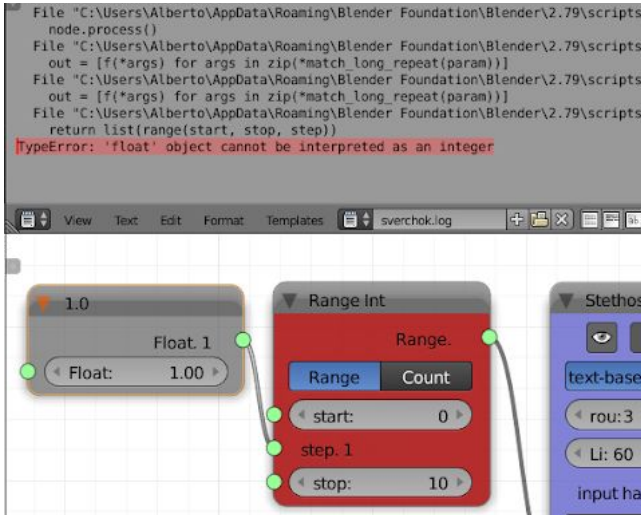 File "C:\Users\Alberto\AppData\Roaming\Blender Foundation\Blender\2.79\scripts
node.process()
File "C:\Users\Alberto\AppData\Roaming\Blender Foundation\Blender\2.79\scripts
out = [f(*args) for args in zip(*match_long_repeat(param))]
File "C:\Users\Alberto\AppData\Roaming\Blender Foundation\Blender\2.79\scripts
out = [f(*args) for args in zip(*match_long_repeat(param))]
File "C:\Users\Alberto\AppData\Roaming\Blender Foundation\Blender\2.79\scripts
return list(range(start, stop, step))
TypeError: 'float' object cannot be interpreted as an integer
View Text Edit Format Templates sverchok.log
1.0
Float. 1
Float: 1.00
Range Int
Range.
Range Count
start: 0
step. 1
stop: 10
Stethos
text-base
rou: 3
Li: 60
input ha